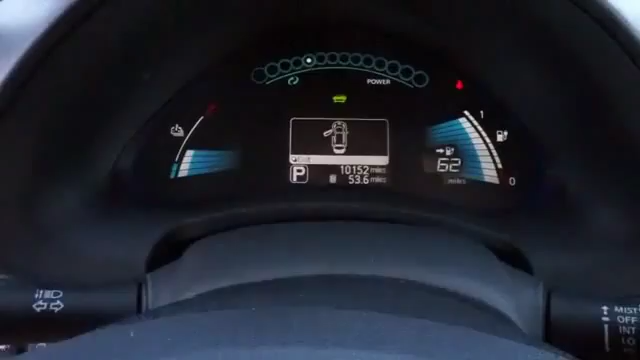 POWER
1
P
10152 miles
53.6 miles
62
miles
0
MIST
OFF
INT
LO